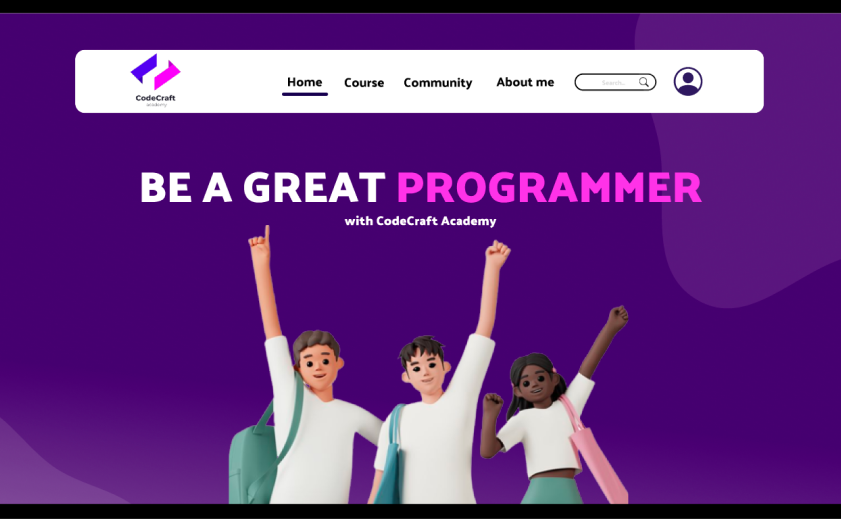 CodeCraft
academy
Home Course Community About me Search...
BE A GREAT PROGRAMMER
with CodeCraft Academy